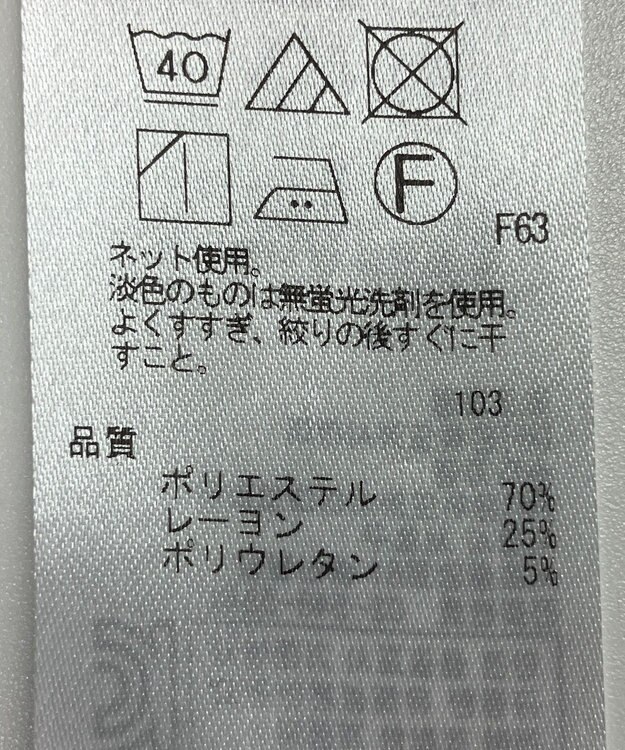 40
F
F63
ネット使用。
淡色のものは無蛍光洗剤を使用。
よくすすぎ、絞りの後すぐに干
すこと。
103
品質
ポリエステル 70%
レーヨン 25%
ポリウレタン 5%